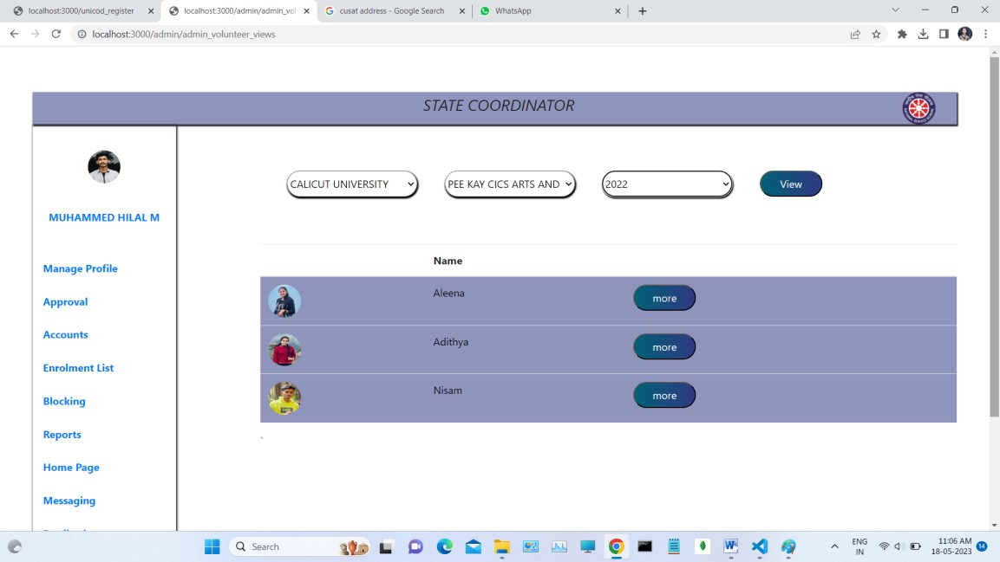 localhost:3000/unicod_register
localhost:3000/admin/admin_vol
cusat address - Google Search
WhatsApp
localhost:3000/admin/admin_volunteer_views
STATE COORDINATOR
MUHAMMED HILAL M
Manage Profile
Approval
Accounts
Enrolment List
Blocking
Reports
Home Page
Messaging
CALICUT UNIVERSITY
PEE KAY CICS ARTS AND
2022
View
Name
Aleena
more
Adithya
more
Nisam
more
`
Search
ENG
IN
11:06 AM
18-05-2023
14